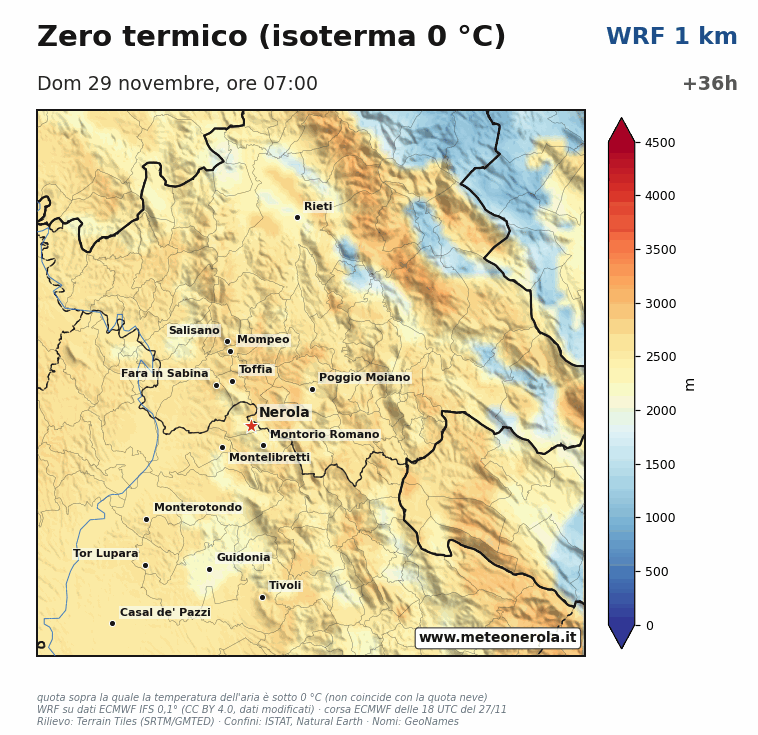 Zero termico (isoterma 0 °C)
WRF 1 km
Dom 29 novembre, ore 07:00
+36h
Rieti
Salisano
Mompeo
Fara in Sabina
Toffia
Poggio Moiano
Nerola
Montorio Romano
Montelibretti
Monterotondo
Tor Lupara
Guidonia
Tivoli
Casal de' Pazzi
www.meteonerola.it
4500
4000
3500
3000
2500
2000
1500
1000
500
0
m
quota sopra la quale la temperatura dell'aria è sotto 0 °C (non coincide con la quota neve)
WRF su dati ECMWF IFS 0,1° (CC BY 4.0, dati modificati) · corsa ECMWF delle 18 UTC del 27/11
Rilievo: Terrain Tiles (SRTM/GMTED) · Confini: ISTAT, Natural Earth · Nomi: GeoNames